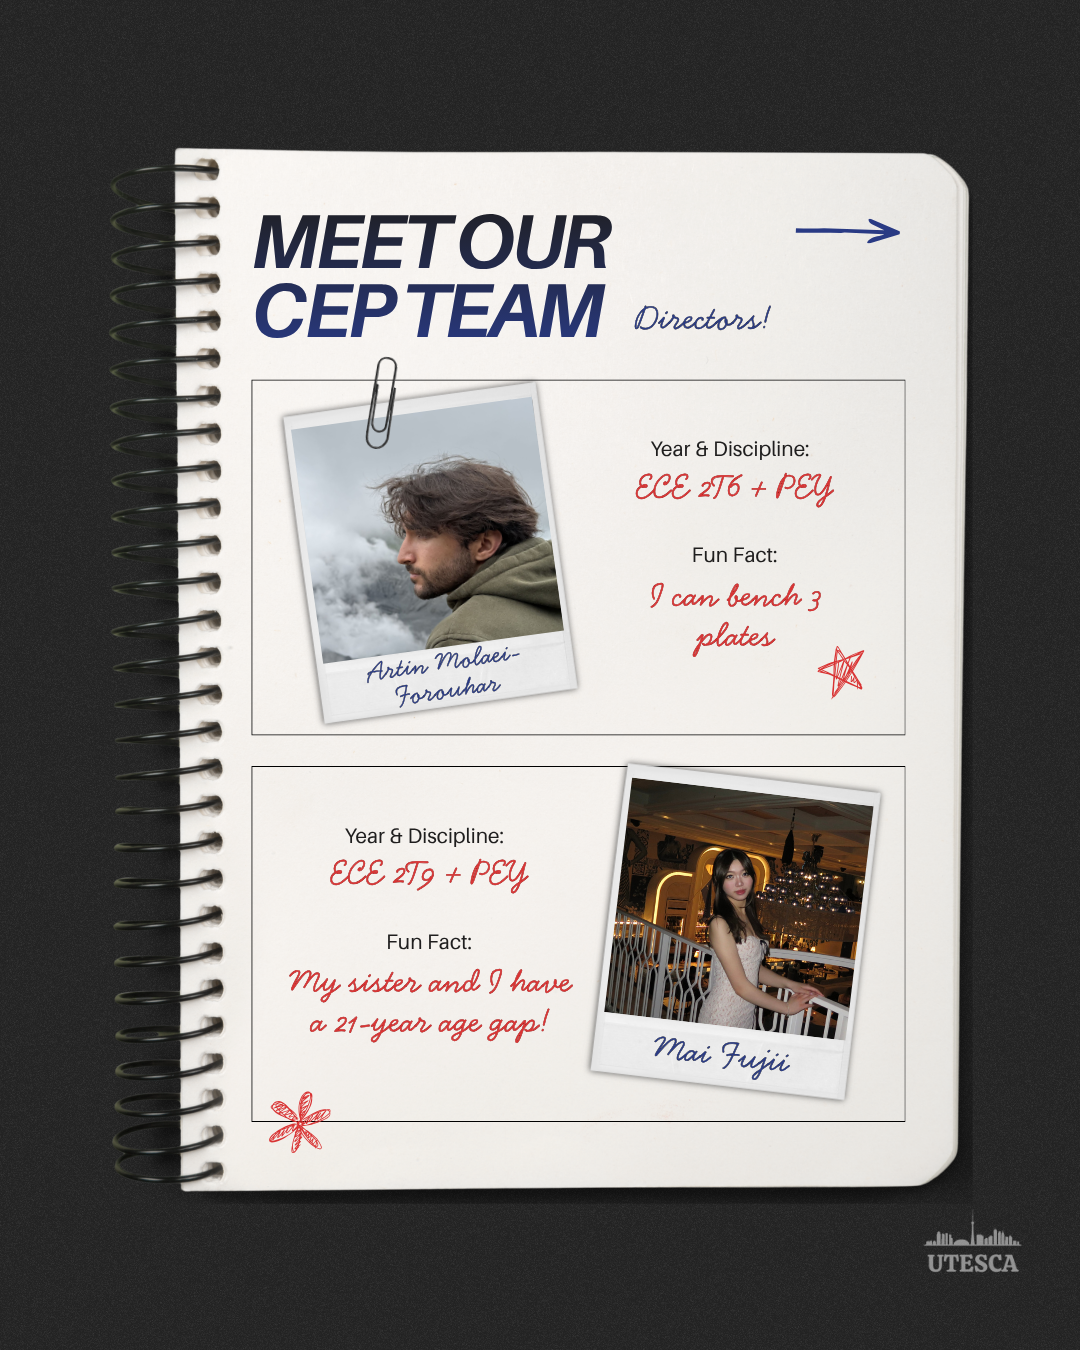 MEET OUR
CEP TEAM
Directors!
Year & Discipline:
ECE 2T6 + PEY
Fun Fact:
I can bench 3
plates
Artin Molaei-
Forouhar
Year & Discipline:
ECE 2T9 + PEY
Fun Fact:
My sister and I have
a 21-year age gap!
Mai Fujii
UTESCA